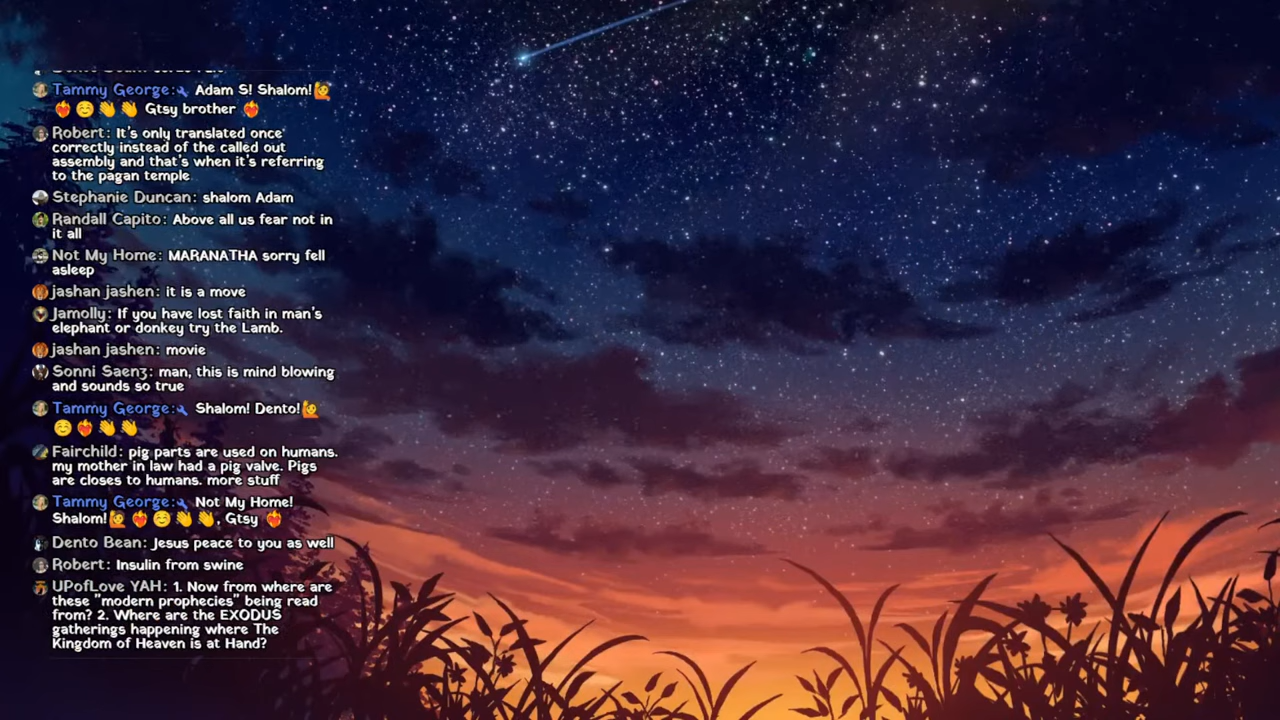 Tammy George: Adam S! Shalom!🙋
❤️‍🔥 ☺️ 👏 👏 Gtsy brother ❤️‍🔥
Robert: It's only translated once
correctly instead of the called out
assembly and that's when it's referring
to the pagan temple
Stephanie Duncan: shalom Adam
Randall Capito: Above all us fear not in
it all
Not My Home: MARANATHA sorry fell
asleep
jashan jashen: it is a move
Jamolly: If you have lost faith in man's
elephant or donkey try the Lamb.
jashan jashen: movie
Sonni Saenz: man, this is mind blowing
and sounds so true
Tammy George: Shalom! Dento!🙋
☺️ ❤️‍🔥 👏 👏
Fairchild: pig parts are used on humans.
my mother in law had a pig valve. Pigs
are closes to humans. more stuff
Tammy George: Not My Home!
Shalom!🙋 ❤️‍🔥 ☺️ 👏 👏, Gtsy ❤️‍🔥
Dento Bean: Jesus peace to you as well
Robert: Insulin from swine
UPofLove YAH: 1. Now from where are
these "modern prophecies" being read
from? 2. Where are the EXODUS
gatherings happening where The
Kingdom of Heaven is at Hand?